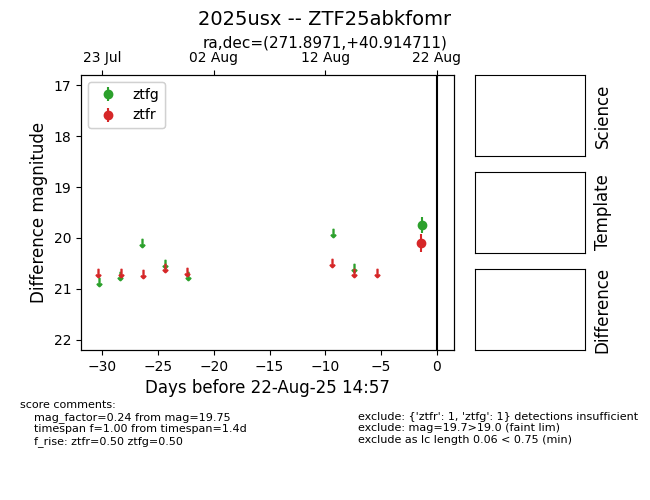 2025usx -- ZTF25abkfomr
ra,dec=(271.8971,+40.914711)
23 Jul
02 Aug
12 Aug
22 Aug
ztfg
ztfr
17
18
19
20
21
22
Difference magnitude
−30
−25
−20
−15
−10
−5
0
Days before 22-Aug-25 14:57
Science
Template
Difference
score comments:
mag_factor=0.24 from mag=19.75
timespan f=1.00 from timespan=1.4d
f_rise: ztfr=0.50 ztfg=0.50
exclude: {'ztfr': 1, 'ztfg': 1} detections insufficient
exclude: mag=19.7>19.0 (faint lim)
exclude as lc length 0.06 < 0.75 (min)